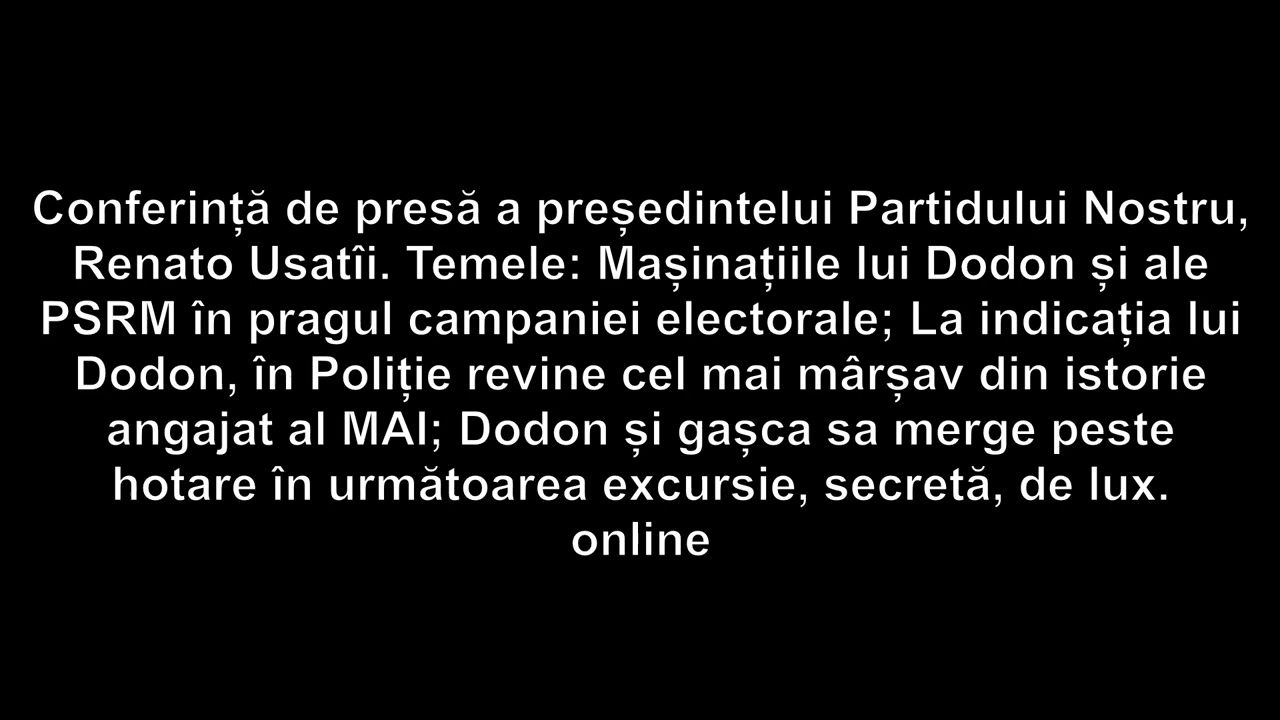 Conferință de presă a președintelui Partidului Nostru,
Renato Usatîi. Temele: Mașinațiile lui Dodon și ale
PSRM în pragul campaniei electorale; La indicația lui
Dodon, în Poliție revine cel mai mârșav din istorie
angajat al MAI; Dodon și gașca sa merge peste
hotare în următoarea excursie, secretă, de lux.
online